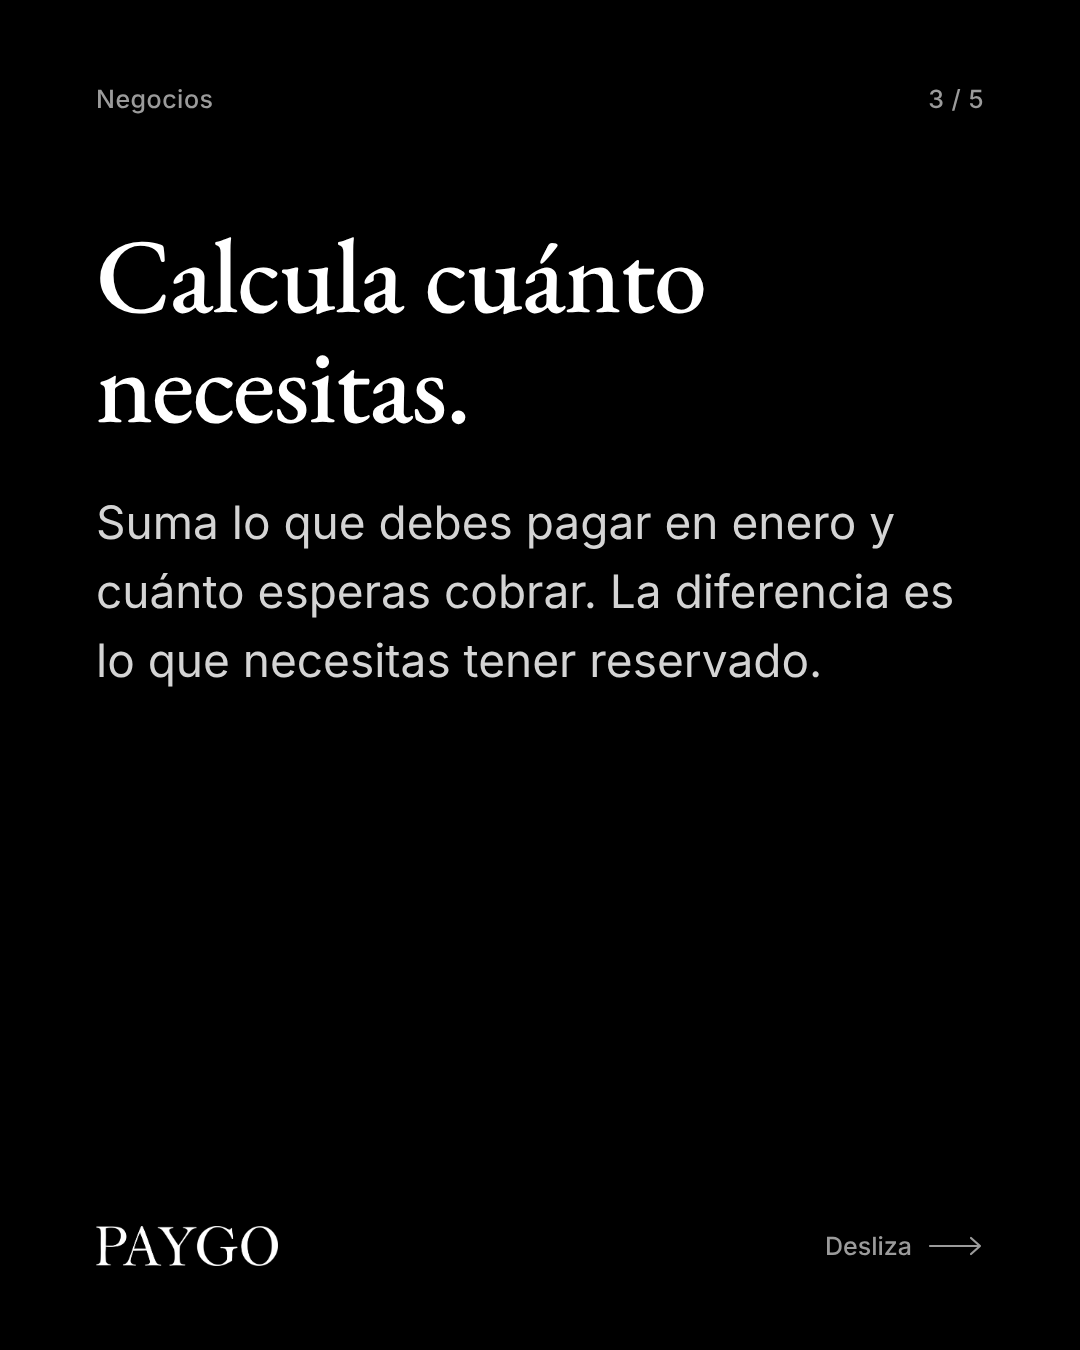 Negocios
3 / 5
Calcula cuánto
necesitas.
Suma lo que debes pagar en enero y
cuánto esperas cobrar. La diferencia es
lo que necesitas tener reservado.
PAYGO
Desliza